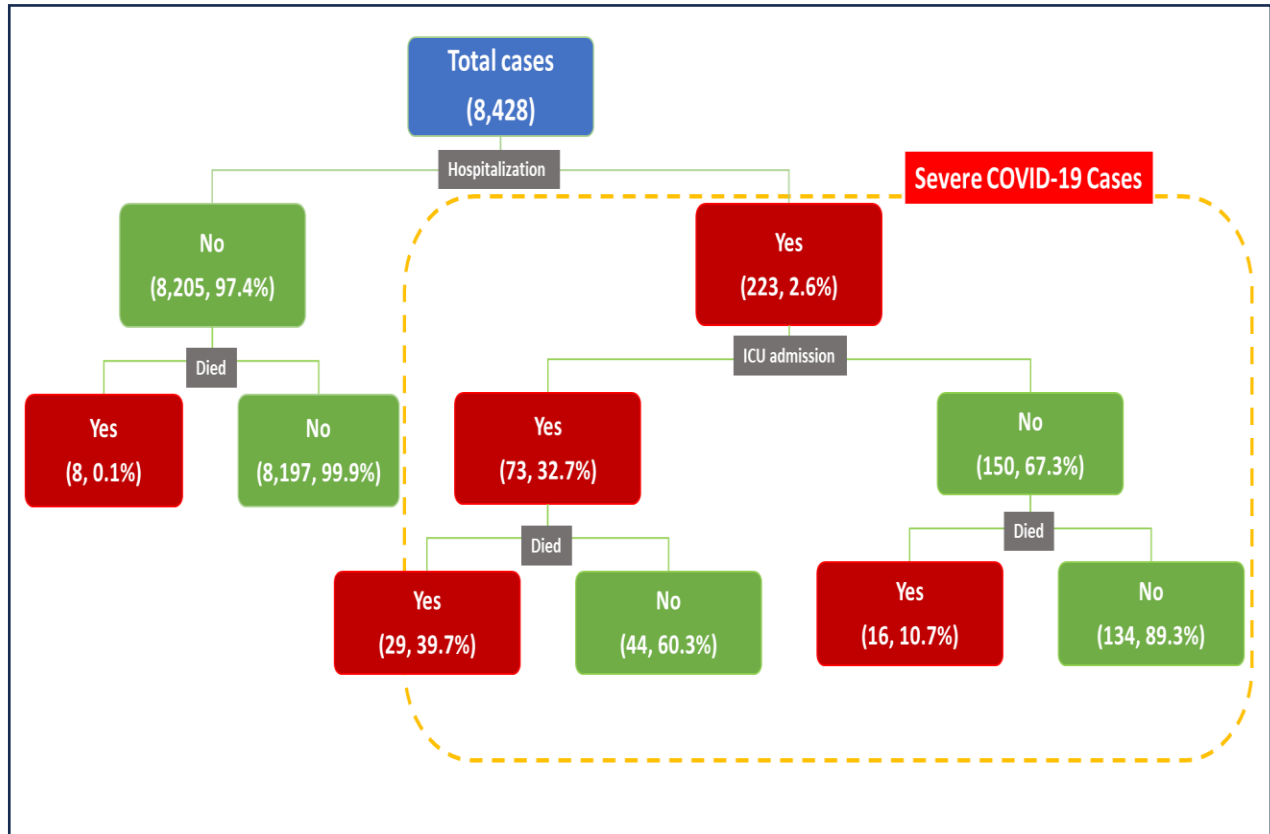 Total cases
(8,428)
Hospitalization
Severe COVID-19 Cases
No
(8,205, 97.4%)
Yes
(223, 2.6%)
Died
ICU admission
Yes
(8, 0.1%)
No
(8,197, 99.9%)
Yes
(73, 32.7%)
No
(150, 67.3%)
Died
Died
Yes
(29, 39.7%)
No
(44, 60.3%)
Yes
(16, 10.7%)
No
(134, 89.3%)